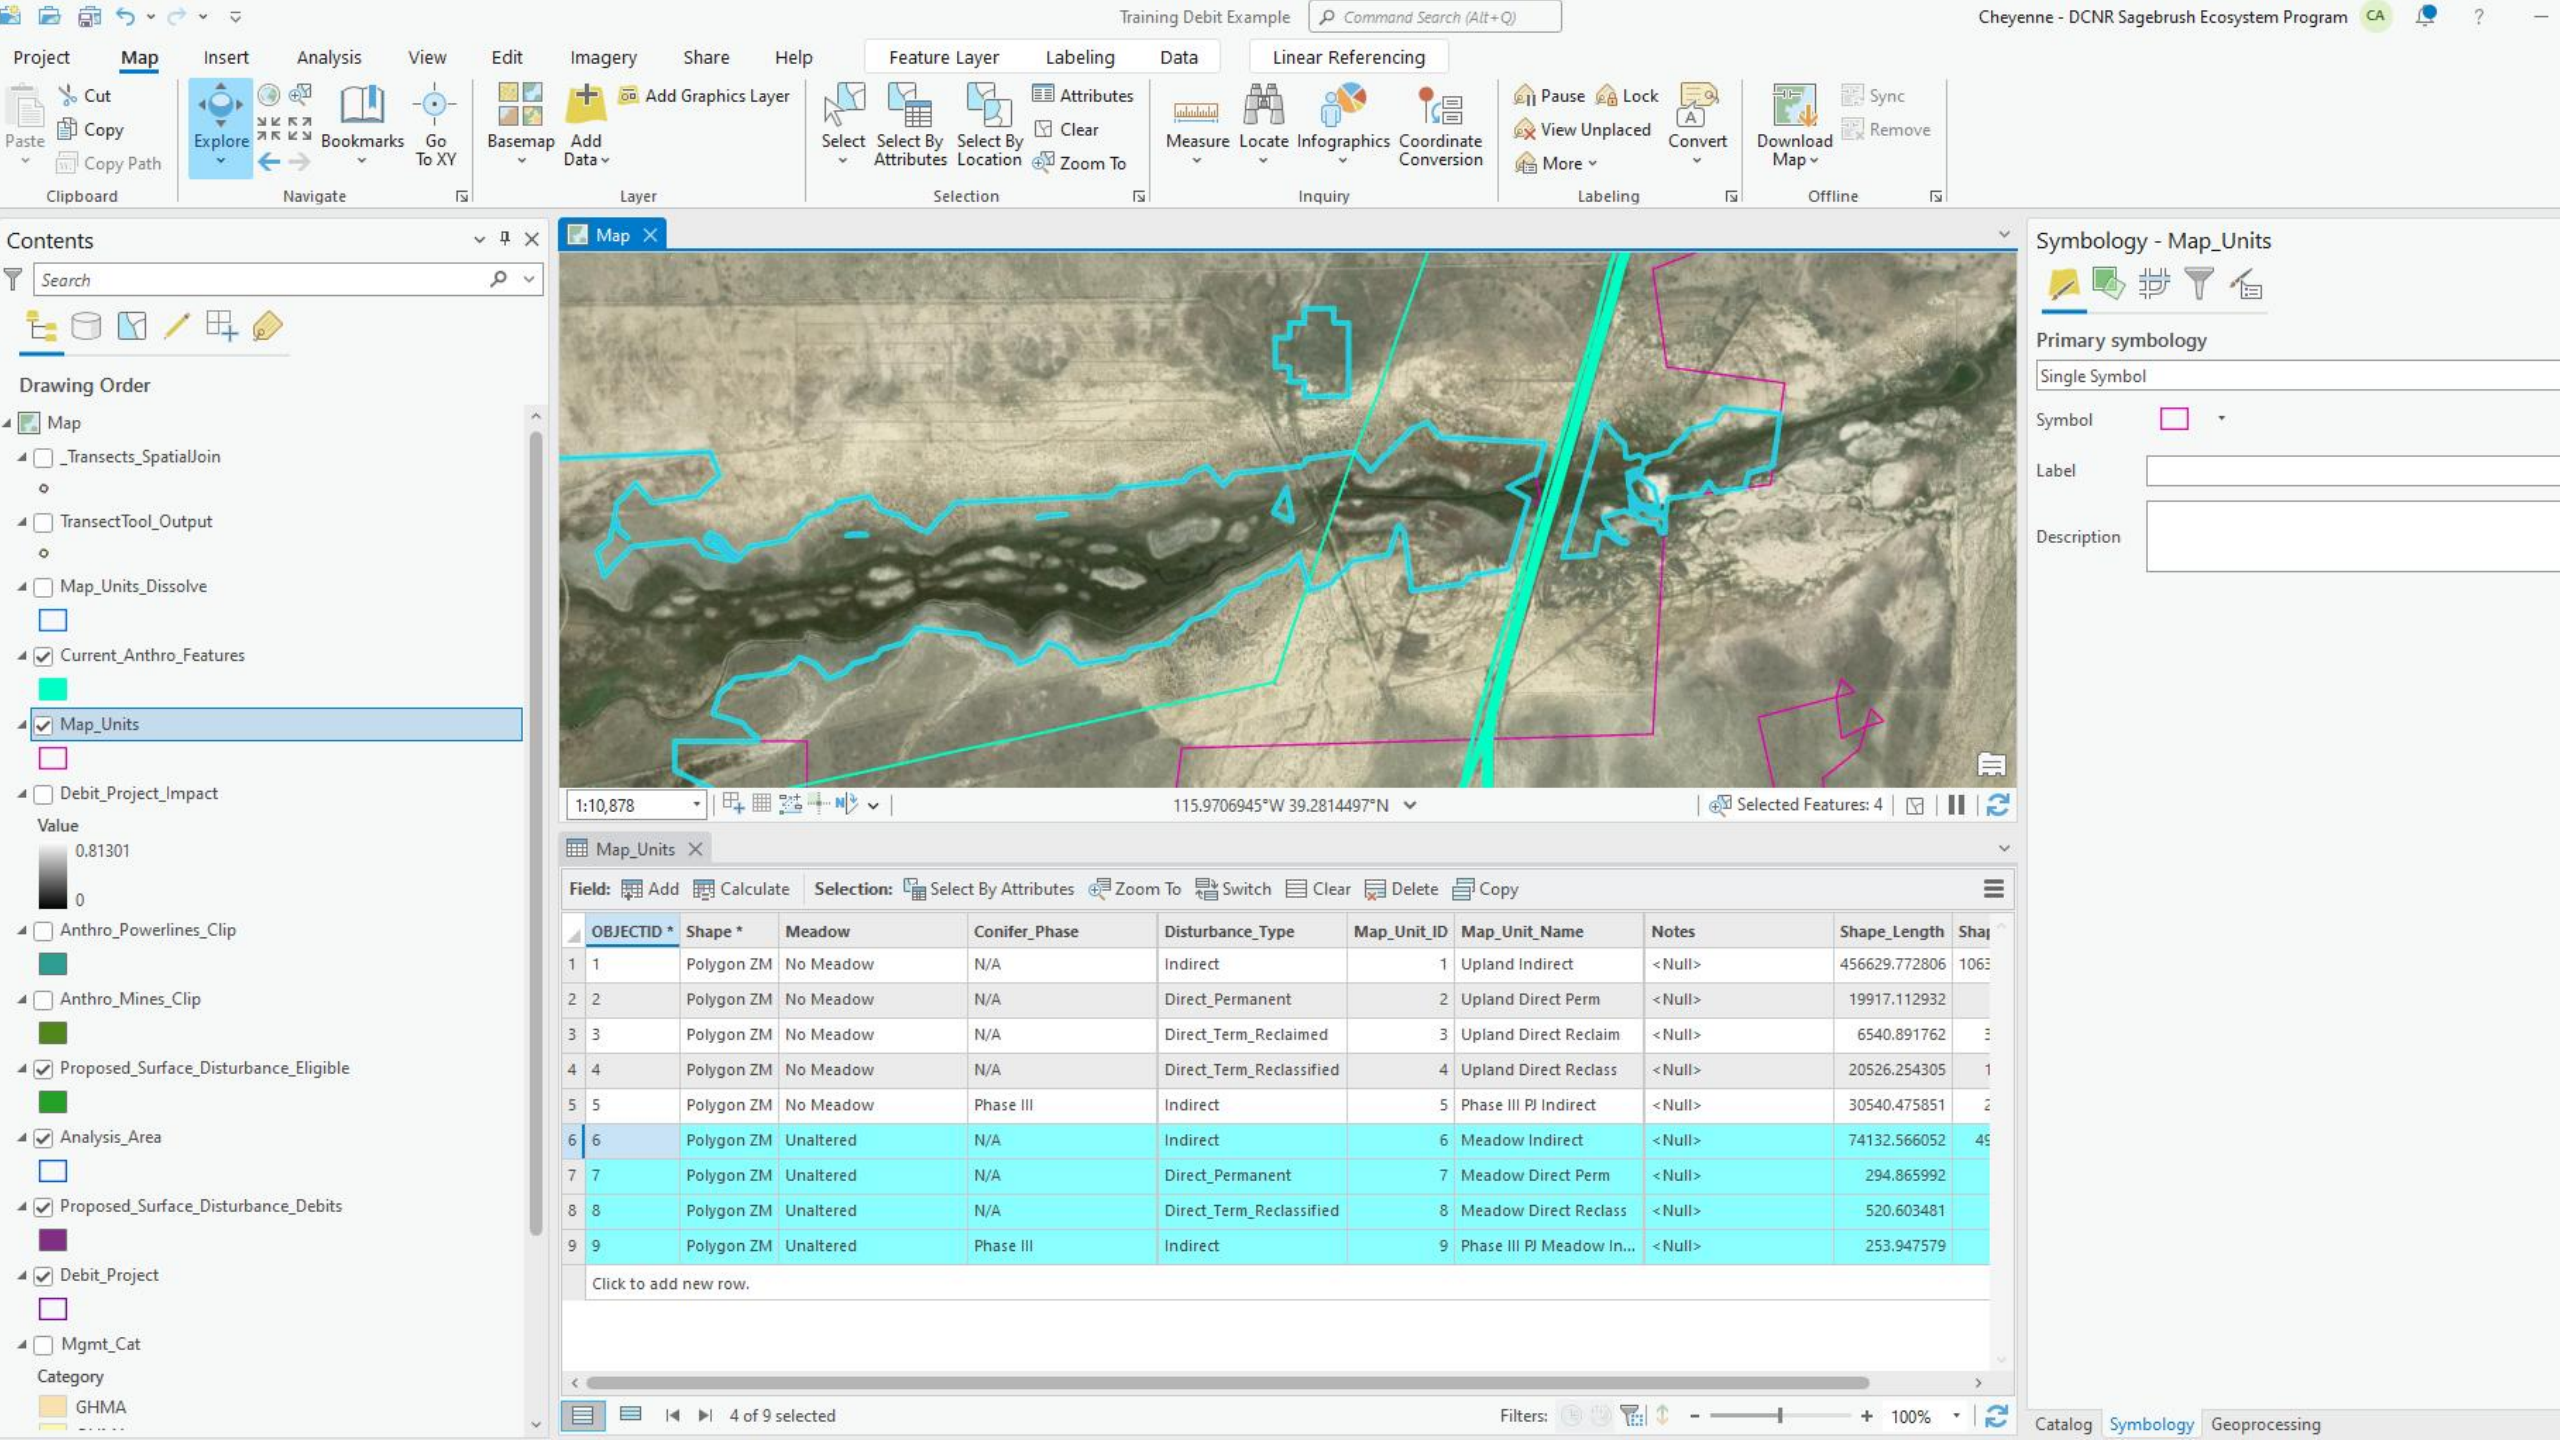 Training Debit Example
Command Search (Alt+Q)
Cheyenne - DCNR Sagebrush Ecosystem Program
CA
?
Project Map Insert Analysis View Edit Imagery Share Help Feature Layer Labeling Data Linear Referencing
Paste
Cut
Copy
Copy Path
Clipboard
Explore
Bookmarks
Go To XY
Navigate
Basemap
Add Data
Add Graphics Layer
Layer
Select
Select By Attributes
Select By Location
Attributes
Clear
Zoom To
Selection
Measure
Locate
Infographics
Coordinate Conversion
Inquiry
Pause
Lock
View Unplaced
More
Convert
Labeling
Download Map
Sync
Remove
Offline
Contents
Search
Drawing Order
Map
_Transects_SpatialJoin
TransectTool_Output
Map_Units_Dissolve
Current_Anthro_Features
Map_Units
Debit_Project_Impact
Value
0.81301
0
Anthro_Powerlines_Clip
Anthro_Mines_Clip
Proposed_Surface_Disturbance_Eligible
Analysis_Area
Proposed_Surface_Disturbance_Debits
Debit_Project
Mgmt_Cat
Category
GHMA
Map
1:10,878
115.9706945°W 39.2814497°N
Selected Features: 4
Map_Units
Field: Add Calculate Selection: Select By Attributes Zoom To Switch Clear Delete Copy
OBJECTID * Shape * Meadow Conifer_Phase Disturbance_Type Map_Unit_ID Map_Unit_Name Notes Shape_Length
1 1 Polygon ZM No Meadow N/A Indirect 1 Upland Indirect <Null> 456629.772806
2 2 Polygon ZM No Meadow N/A Direct_Permanent 2 Upland Direct Perm <Null> 19917.112932
3 3 Polygon ZM No Meadow N/A Direct_Term_Reclaimed 3 Upland Direct Reclaim <Null> 6540.891762
4 4 Polygon ZM No Meadow N/A Direct_Term_Reclassified 4 Upland Direct Reclass <Null> 20526.254305
5 5 Polygon ZM No Meadow Phase III Indirect 5 Phase III PJ Indirect <Null> 30540.475851
6 6 Polygon ZM Unaltered N/A Indirect 6 Meadow Indirect <Null> 74132.566052
7 7 Polygon ZM Unaltered N/A Direct_Permanent 7 Meadow Direct Perm <Null> 294.865992
8 8 Polygon ZM Unaltered N/A Direct_Term_Reclassified 8 Meadow Direct Reclass <Null> 520.603481
9 9 Polygon ZM Unaltered Phase III Indirect 9 Phase III PJ Meadow In... <Null> 253.947579
Click to add new row.
4 of 9 selected
Filters:
- + 100%
Symbology - Map_Units
Primary symbology
Single Symbol
Symbol
Label
Description
Catalog Symbology Geoprocessing